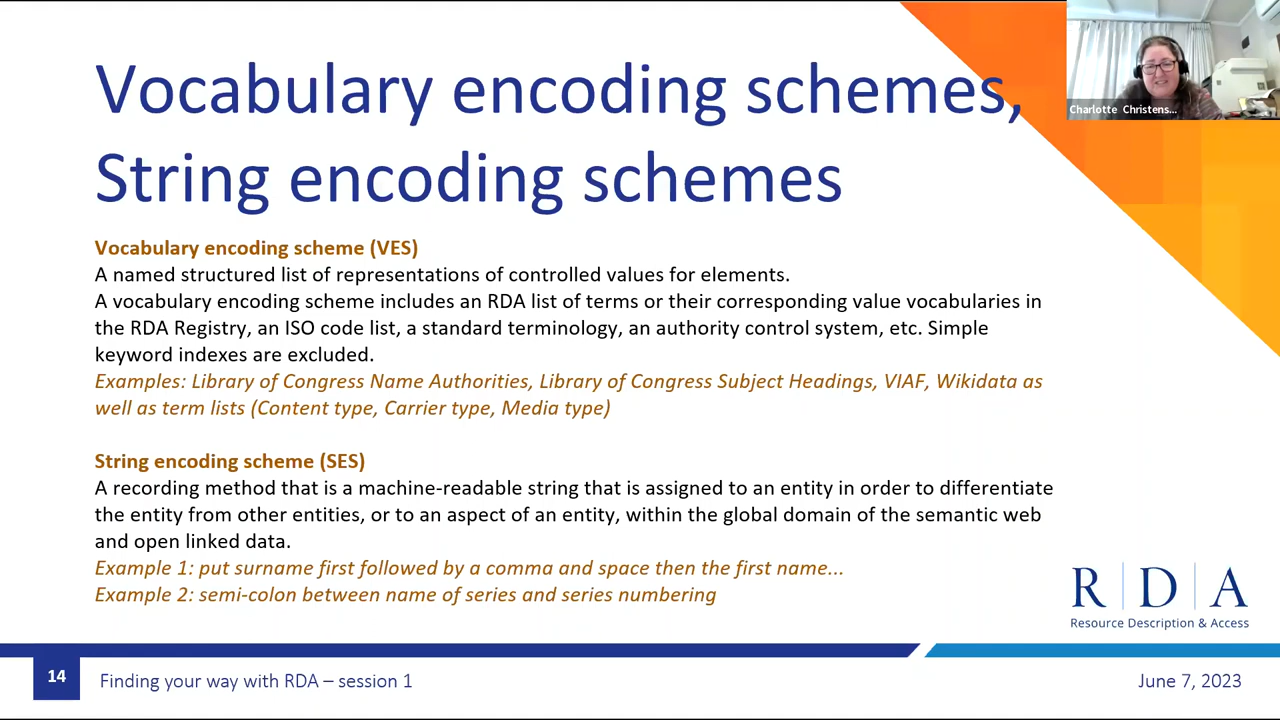 Vocabulary encoding schemes,
String encoding schemes
Charlotte Christens...
Vocabulary encoding scheme (VES)
A named structured list of representations of controlled values for elements.
A vocabulary encoding scheme includes an RDA list of terms or their corresponding value vocabularies in
the RDA Registry, an ISO code list, a standard terminology, an authority control system, etc. Simple
keyword indexes are excluded.
Examples: Library of Congress Name Authorities, Library of Congress Subject Headings, VIAF, Wikidata as
well as term lists (Content type, Carrier type, Media type)
String encoding scheme (SES)
A recording method that is a machine-readable string that is assigned to an entity in order to differentiate
the entity from other entities, or to an aspect of an entity, within the global domain of the semantic web
and open linked data.
Example 1: put surname first followed by a comma and space then the first name...
Example 2: semi-colon between name of series and series numbering
R|D|A
Resource Description & Access
14
Finding your way with RDA – session 1
June 7, 2023